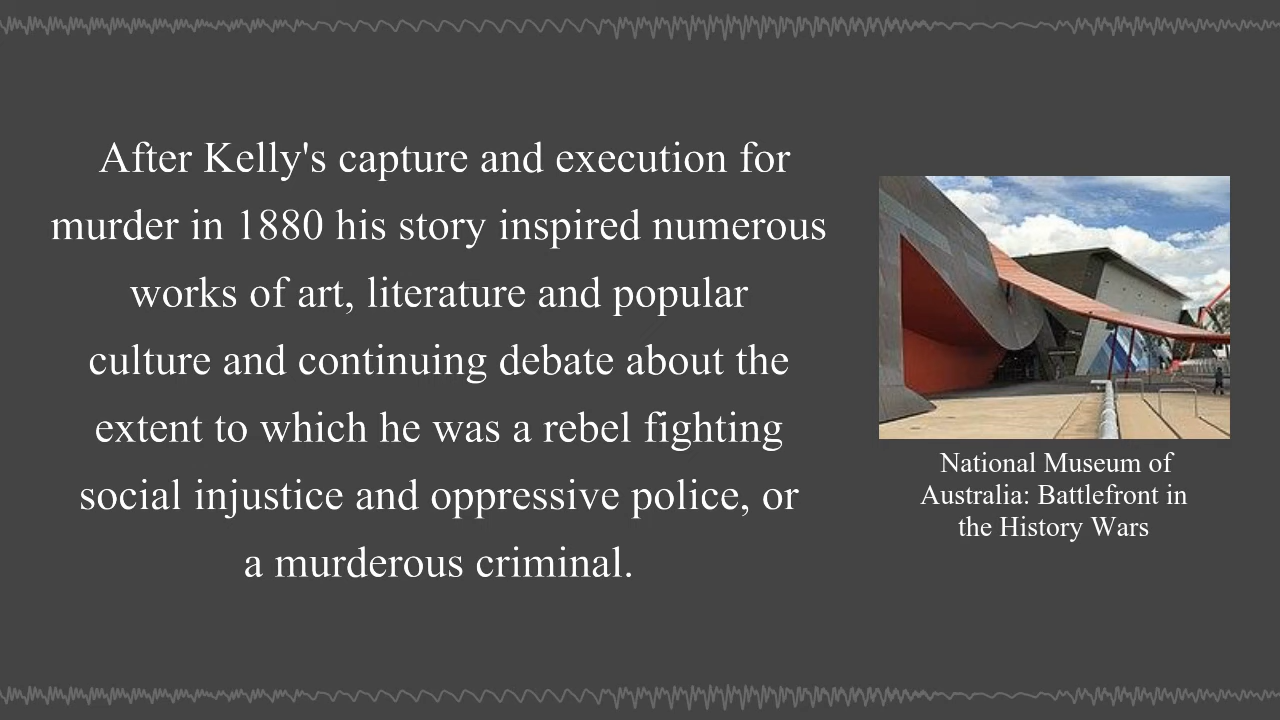 After Kelly's capture and execution for
murder in 1880 his story inspired numerous
works of art, literature and popular
culture and continuing debate about the
extent to which he was a rebel fighting
social injustice and oppressive police, or
a murderous criminal.
National Museum of
Australia: Battlefront in
the History Wars